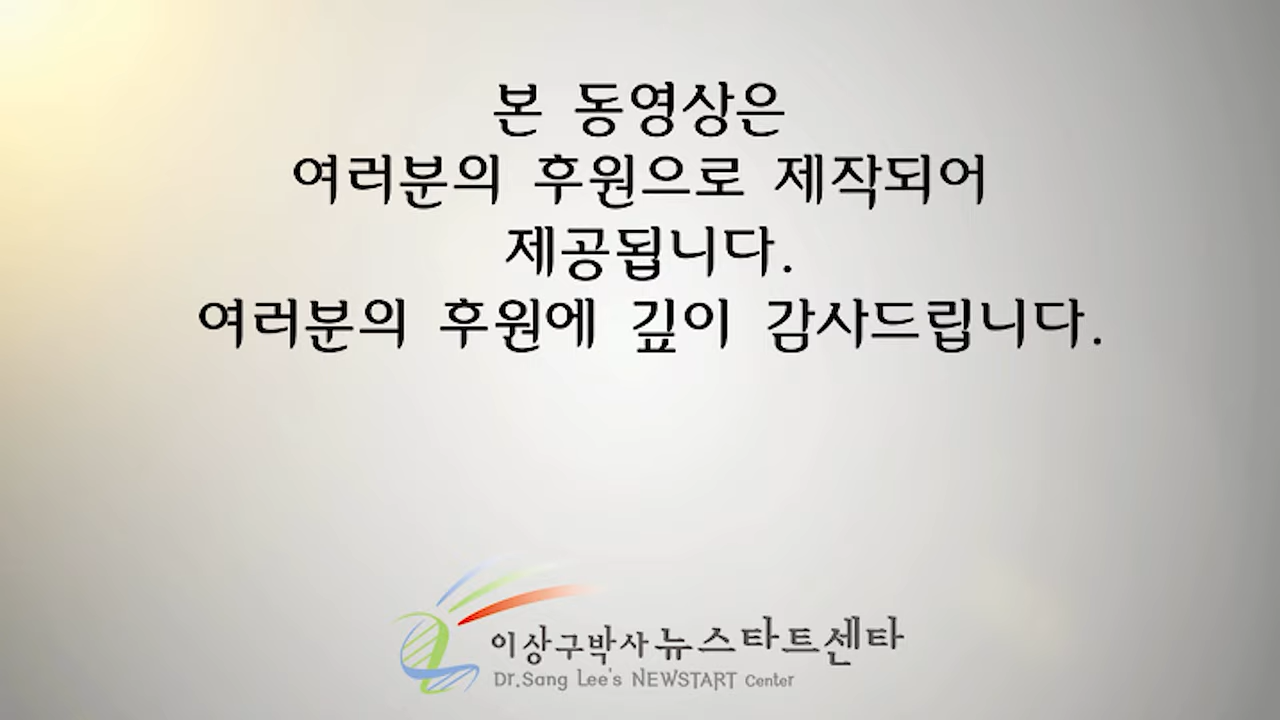 본 동영상은
여러분의 후원으로 제작되어
제공됩니다.
여러분의 후원에 깊이 감사드립니다.
이상구박사 뉴스타트센타
Dr.Sang Lee's NEWSTART Center